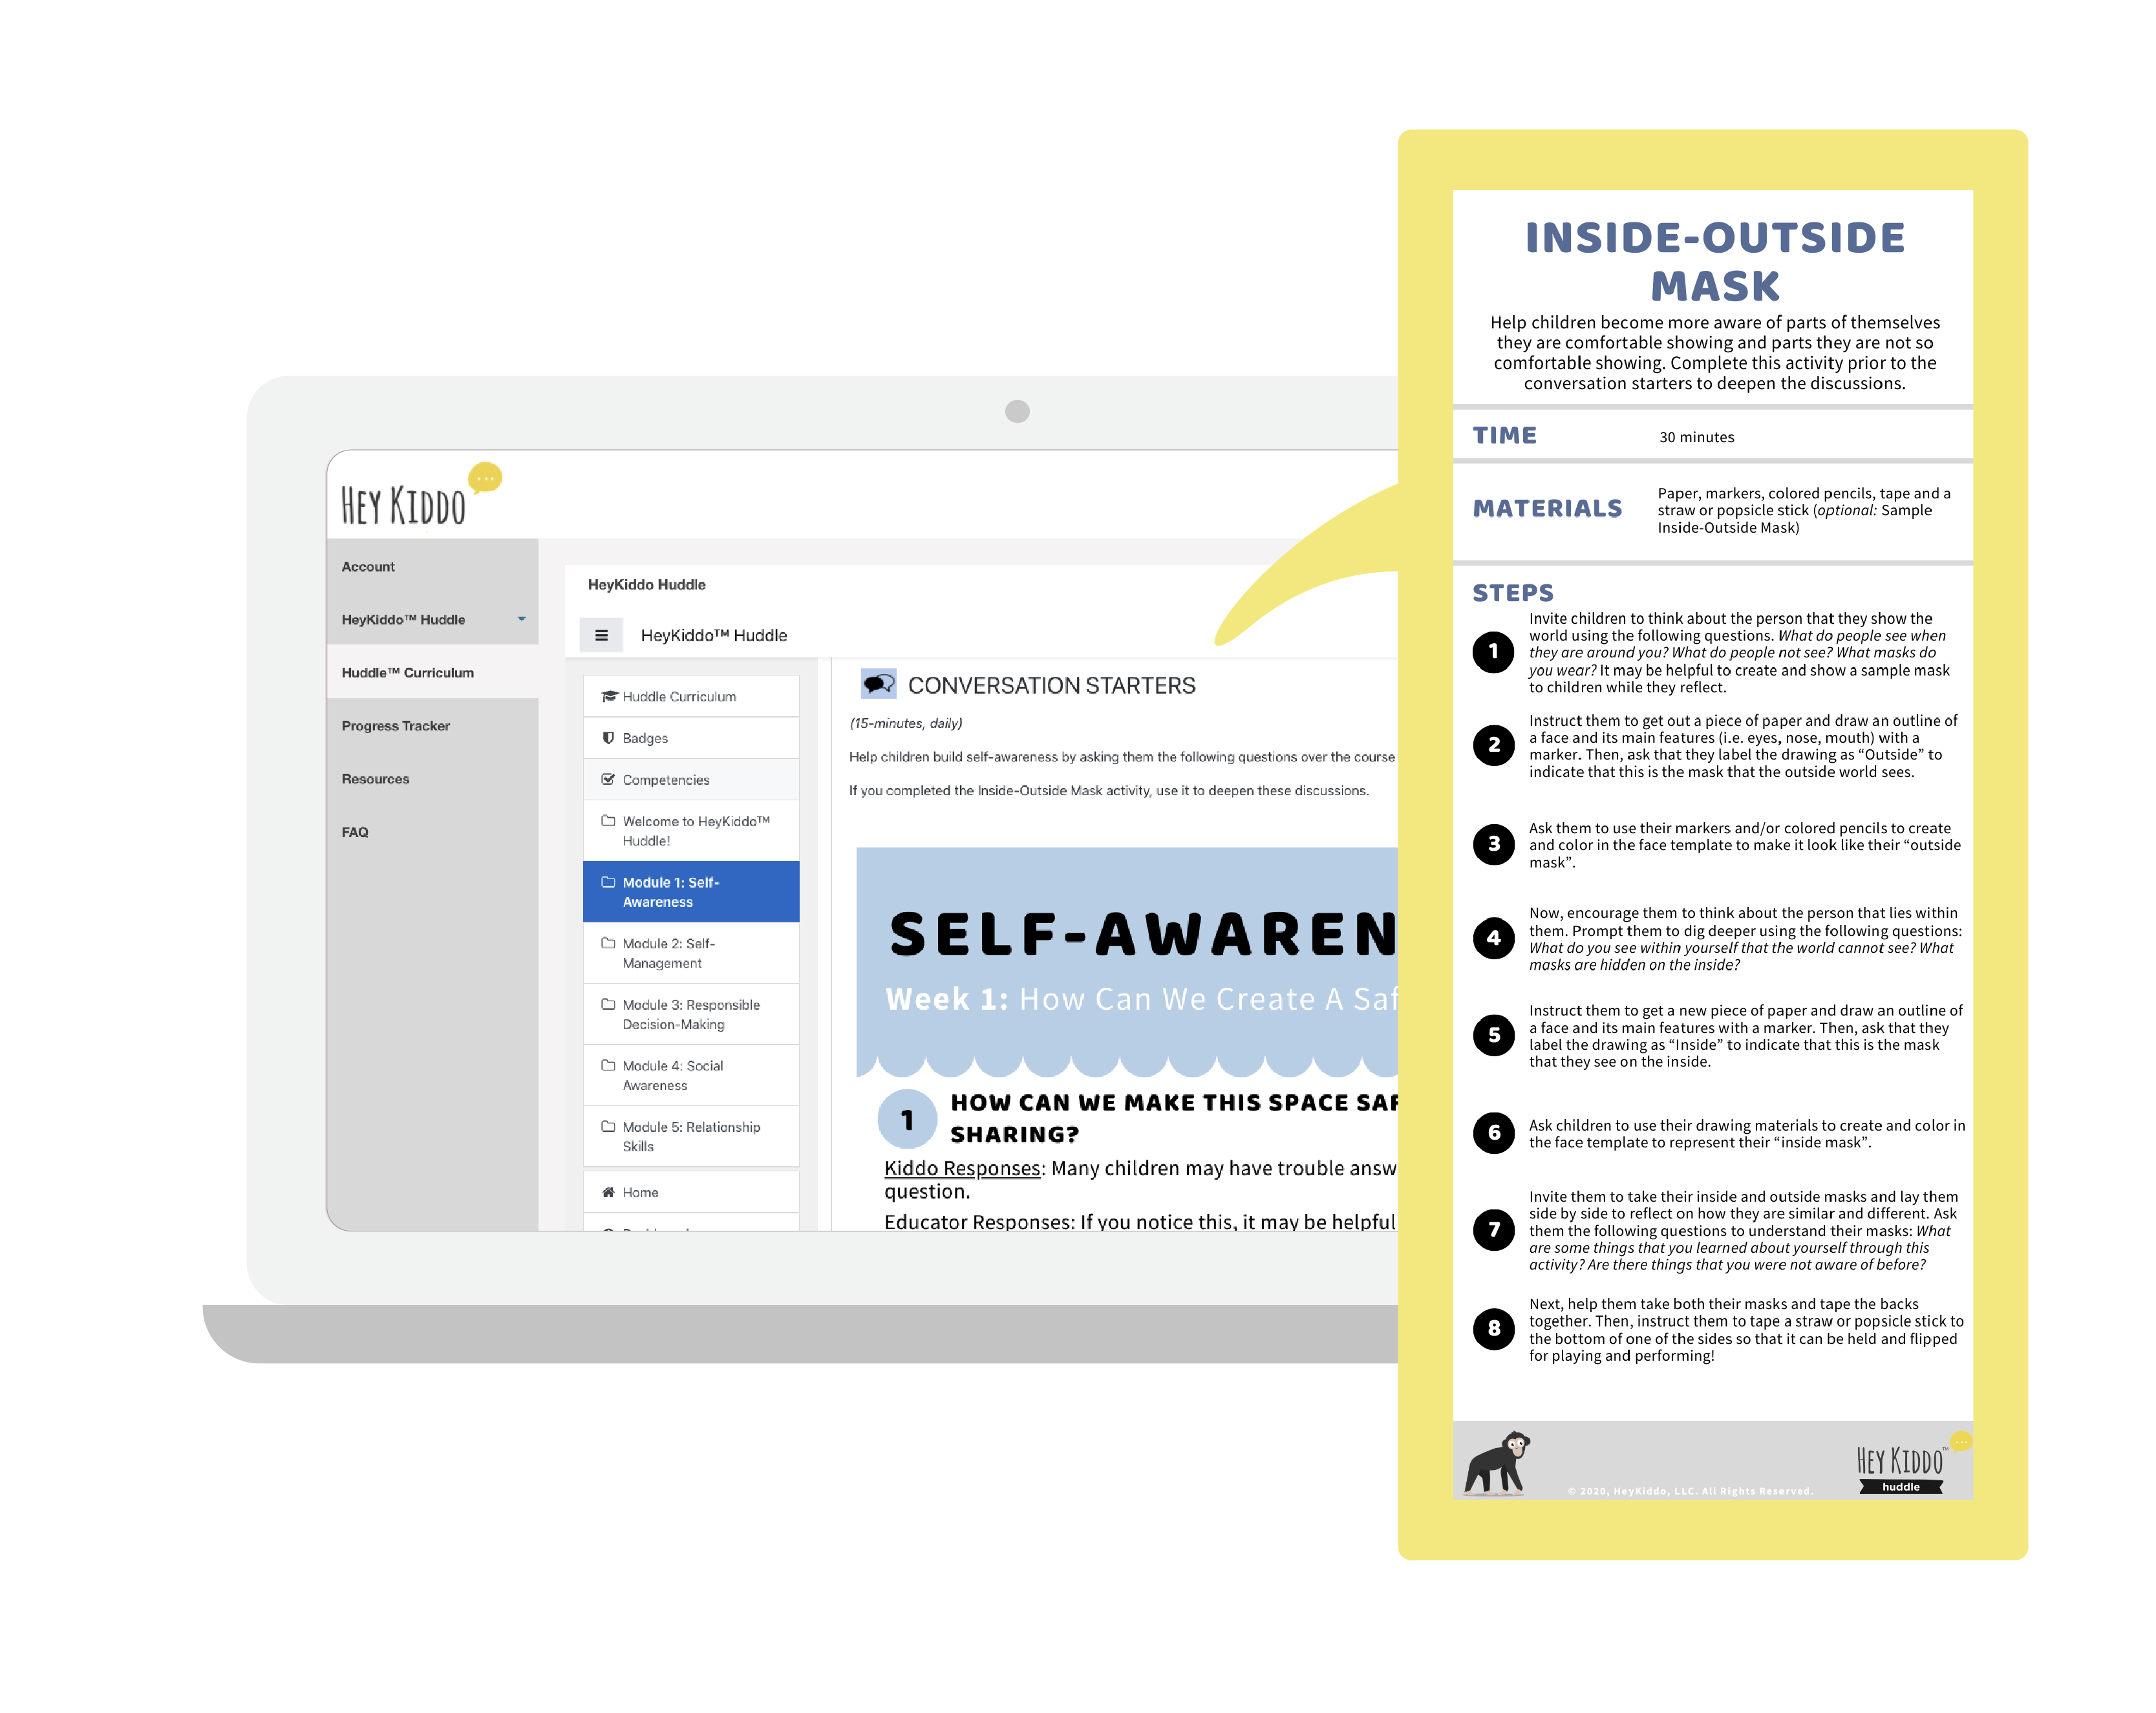 HEY KIDDO
Account
HeyKiddo™ Huddle
Huddle™ Curriculum
Progress Tracker
Resources
FAQ
HeyKiddo Huddle
HeyKiddo™ Huddle
Huddle Curriculum
Badges
Competencies
Welcome to HeyKiddo™
Huddle!
Module 1: Self-
Awareness
Module 2: Self-
Management
Module 3: Responsible
Decision-Making
Module 4: Social
Awareness
Module 5: Relationship
Skills
Home
CONVERSATION STARTERS
(15-minutes, daily)
Help children build self-awareness by asking them the following questions over the course
If you completed the Inside-Outside Mask activity, use it to deepen these discussions.
SELF-AWAREN
Week 1: How Can We Create A Saf
1
HOW CAN WE MAKE THIS SPACE SAF
SHARING?
Kiddo Responses: Many children may have trouble answ
question.
Educator Responses: If you notice this, it may be helpful
INSIDE-OUTSIDE
MASK
Help children become more aware of parts of themselves
they are comfortable showing and parts they are not so
comfortable showing. Complete this activity prior to the
conversation starters to deepen the discussions.
TIME
30 minutes
MATERIALS
Paper, markers, colored pencils, tape and a
straw or popsicle stick (optional: Sample
Inside-Outside Mask)
STEPS
1
Invite children to think about the person that they show the
world using the following questions. What do people see when
they are around you? What do people not see? What masks do
you wear? It may be helpful to create and show a sample mask
to children while they reflect.
2
Instruct them to get out a piece of paper and draw an outline of
a face and its main features (i.e. eyes, nose, mouth) with a
marker. Then, ask that they label the drawing as “Outside” to
indicate that this is the mask that the outside world sees.
3
Ask them to use their markers and/or colored pencils to create
and color in the face template to make it look like their “outside
mask”.
4
Now, encourage them to think about the person that lies within
them. Prompt them to dig deeper using the following questions:
What do you see within yourself that the world cannot see? What
masks are hidden on the inside?
5
Instruct them to get a new piece of paper and draw an outline of
a face and its main features with a marker. Then, ask that they
label the drawing as “Inside” to indicate that this is the mask
that they see on the inside.
6
Ask children to use their drawing materials to create and color in
the face template to represent their “inside mask”.
7
Invite them to take their inside and outside masks and lay them
side by side to reflect on how they are similar and different. Ask
them the following questions to understand their masks: What
are some things that you learned about yourself through this
activity? Are there things that you were not aware of before?
8
Next, help them take both their masks and tape the backs
together. Then, instruct them to tape a straw or popsicle stick to
the bottom of one of the sides so that it can be held and flipped
for playing and performing!
© 2020, HeyKiddo, LLC. All Rights Reserved.
HEY KIDDO™
huddle